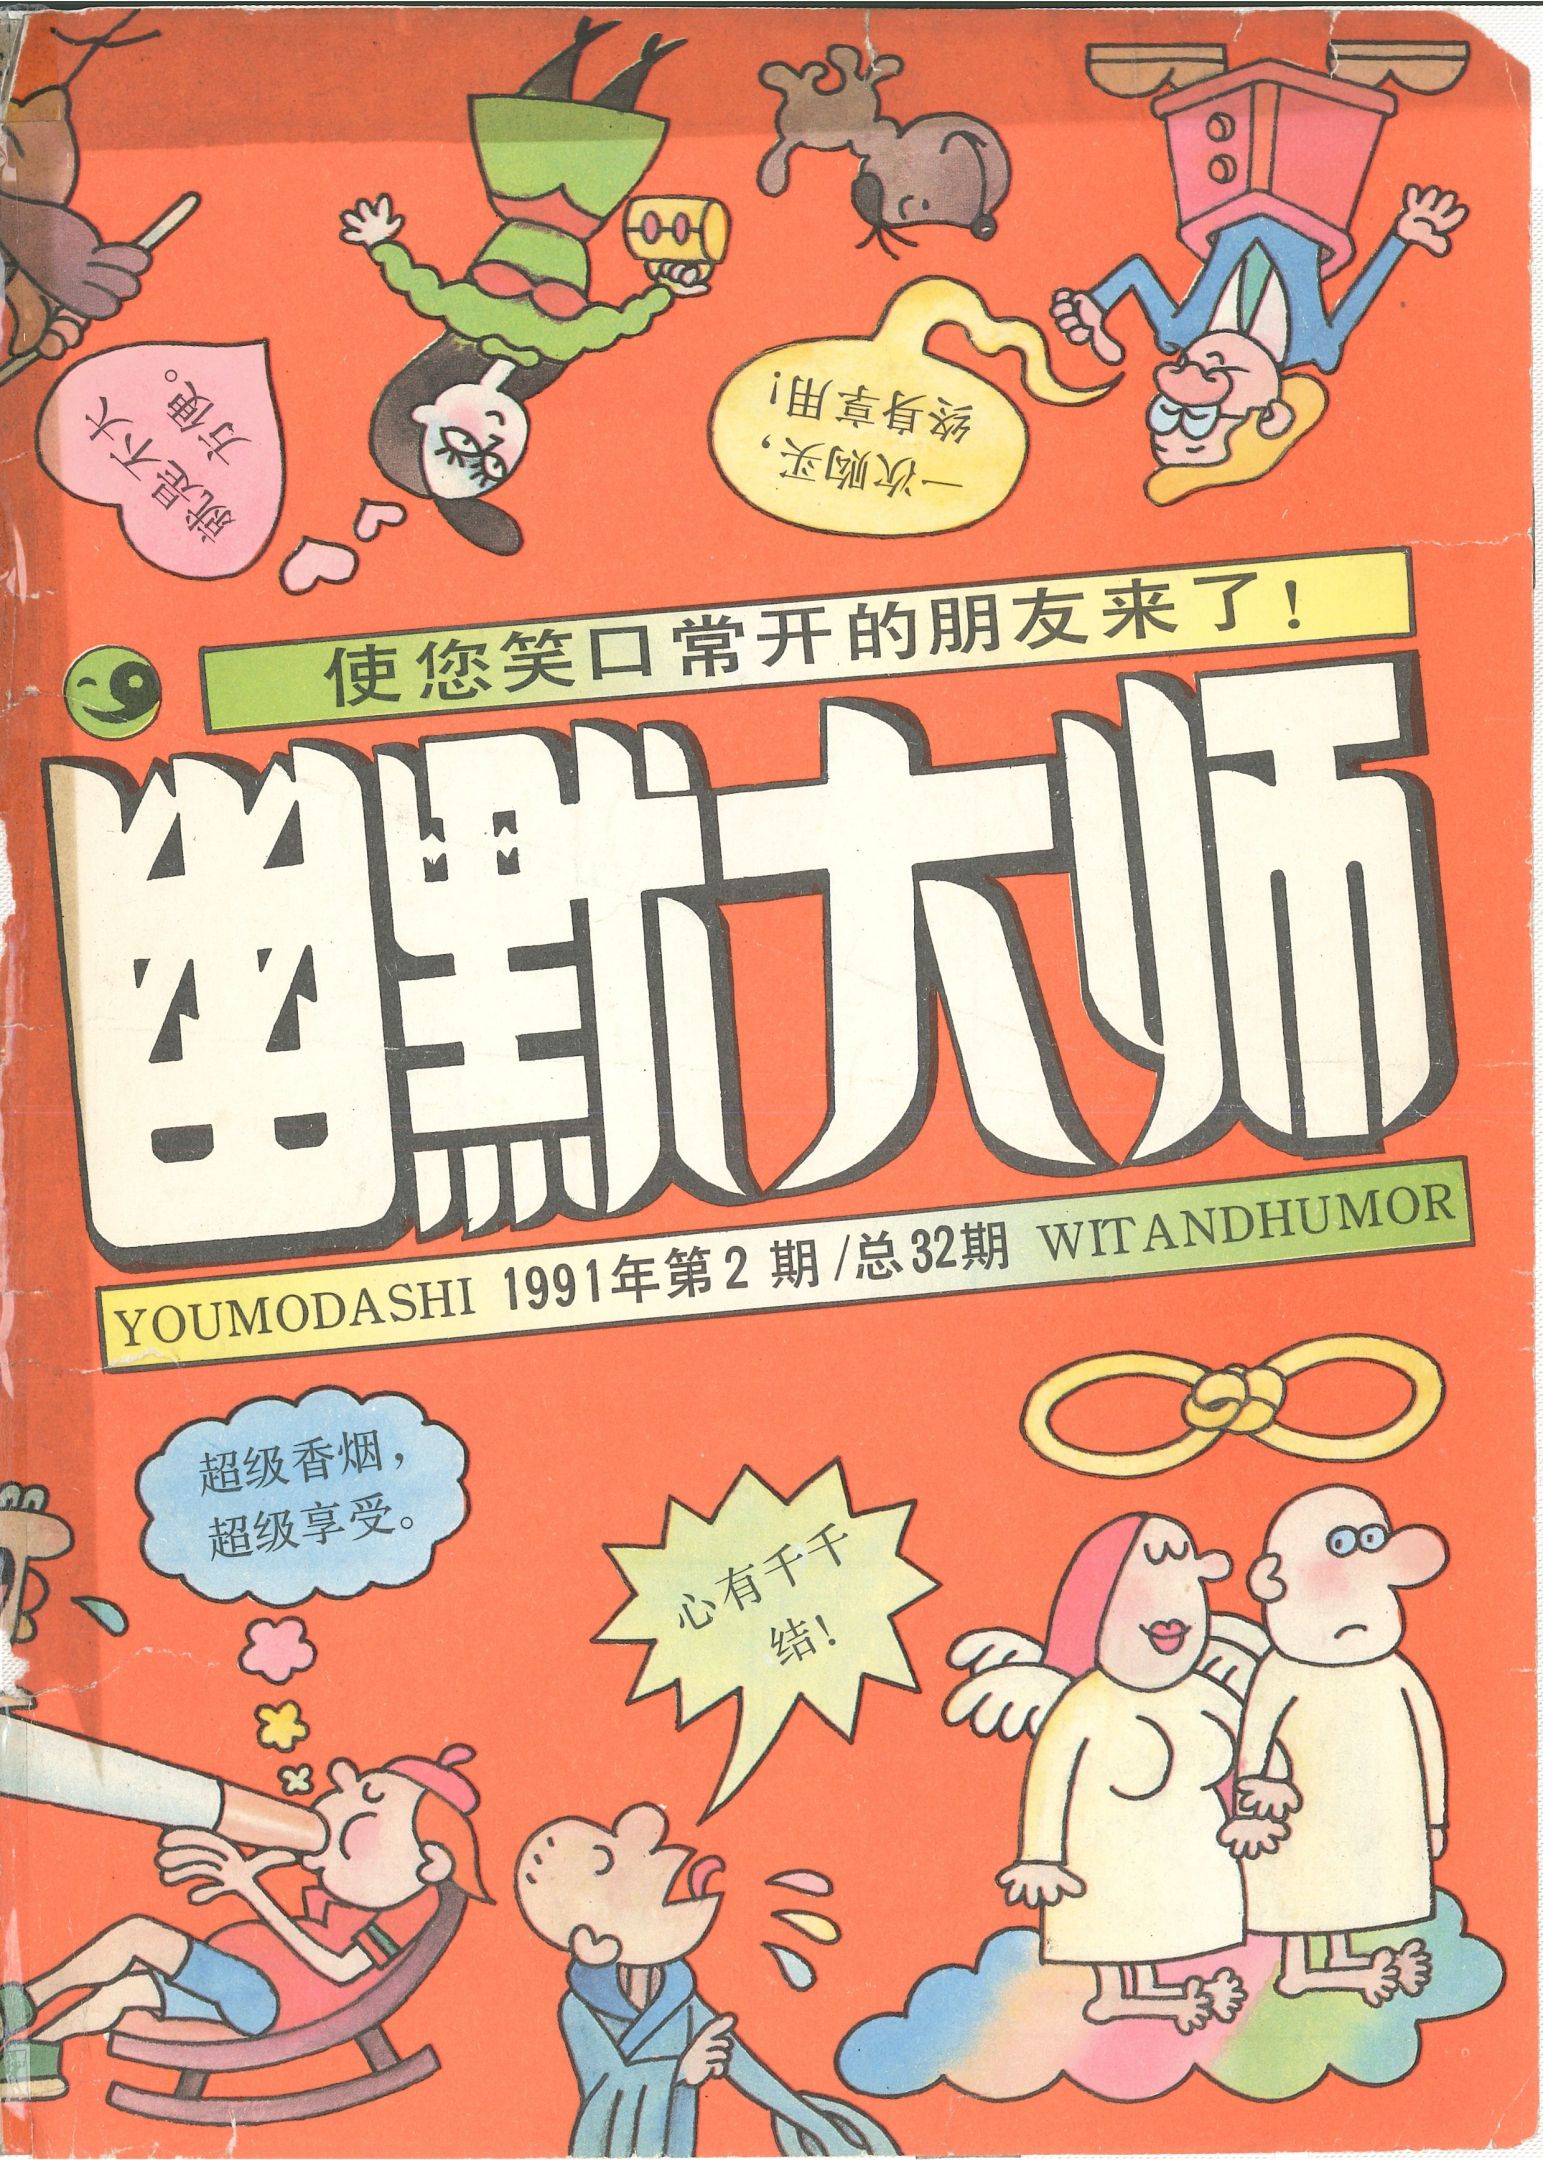 就是不大
方便。
一次购买，
终身享用！
使您笑口常开的朋友来了！
幽默大师
YOUMODASHI 1991年第2期/总32期 WITANDHUMOR
超级香烟，
超级享受。
心有千千
结！